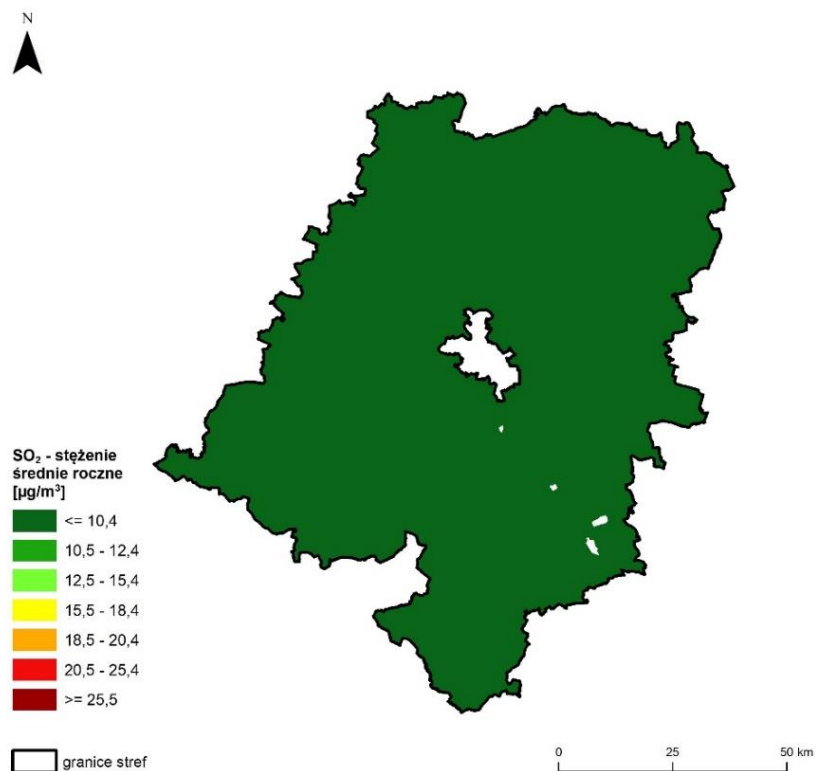 N
SO₂ - stężenie
średnie roczne
[µg/m³]
<= 10,4
10,5 - 12,4
12,5 - 15,4
15,5 - 18,4
18,5 - 20,4
20,5 - 25,4
>= 25,5
granice stref
0 25 50 km